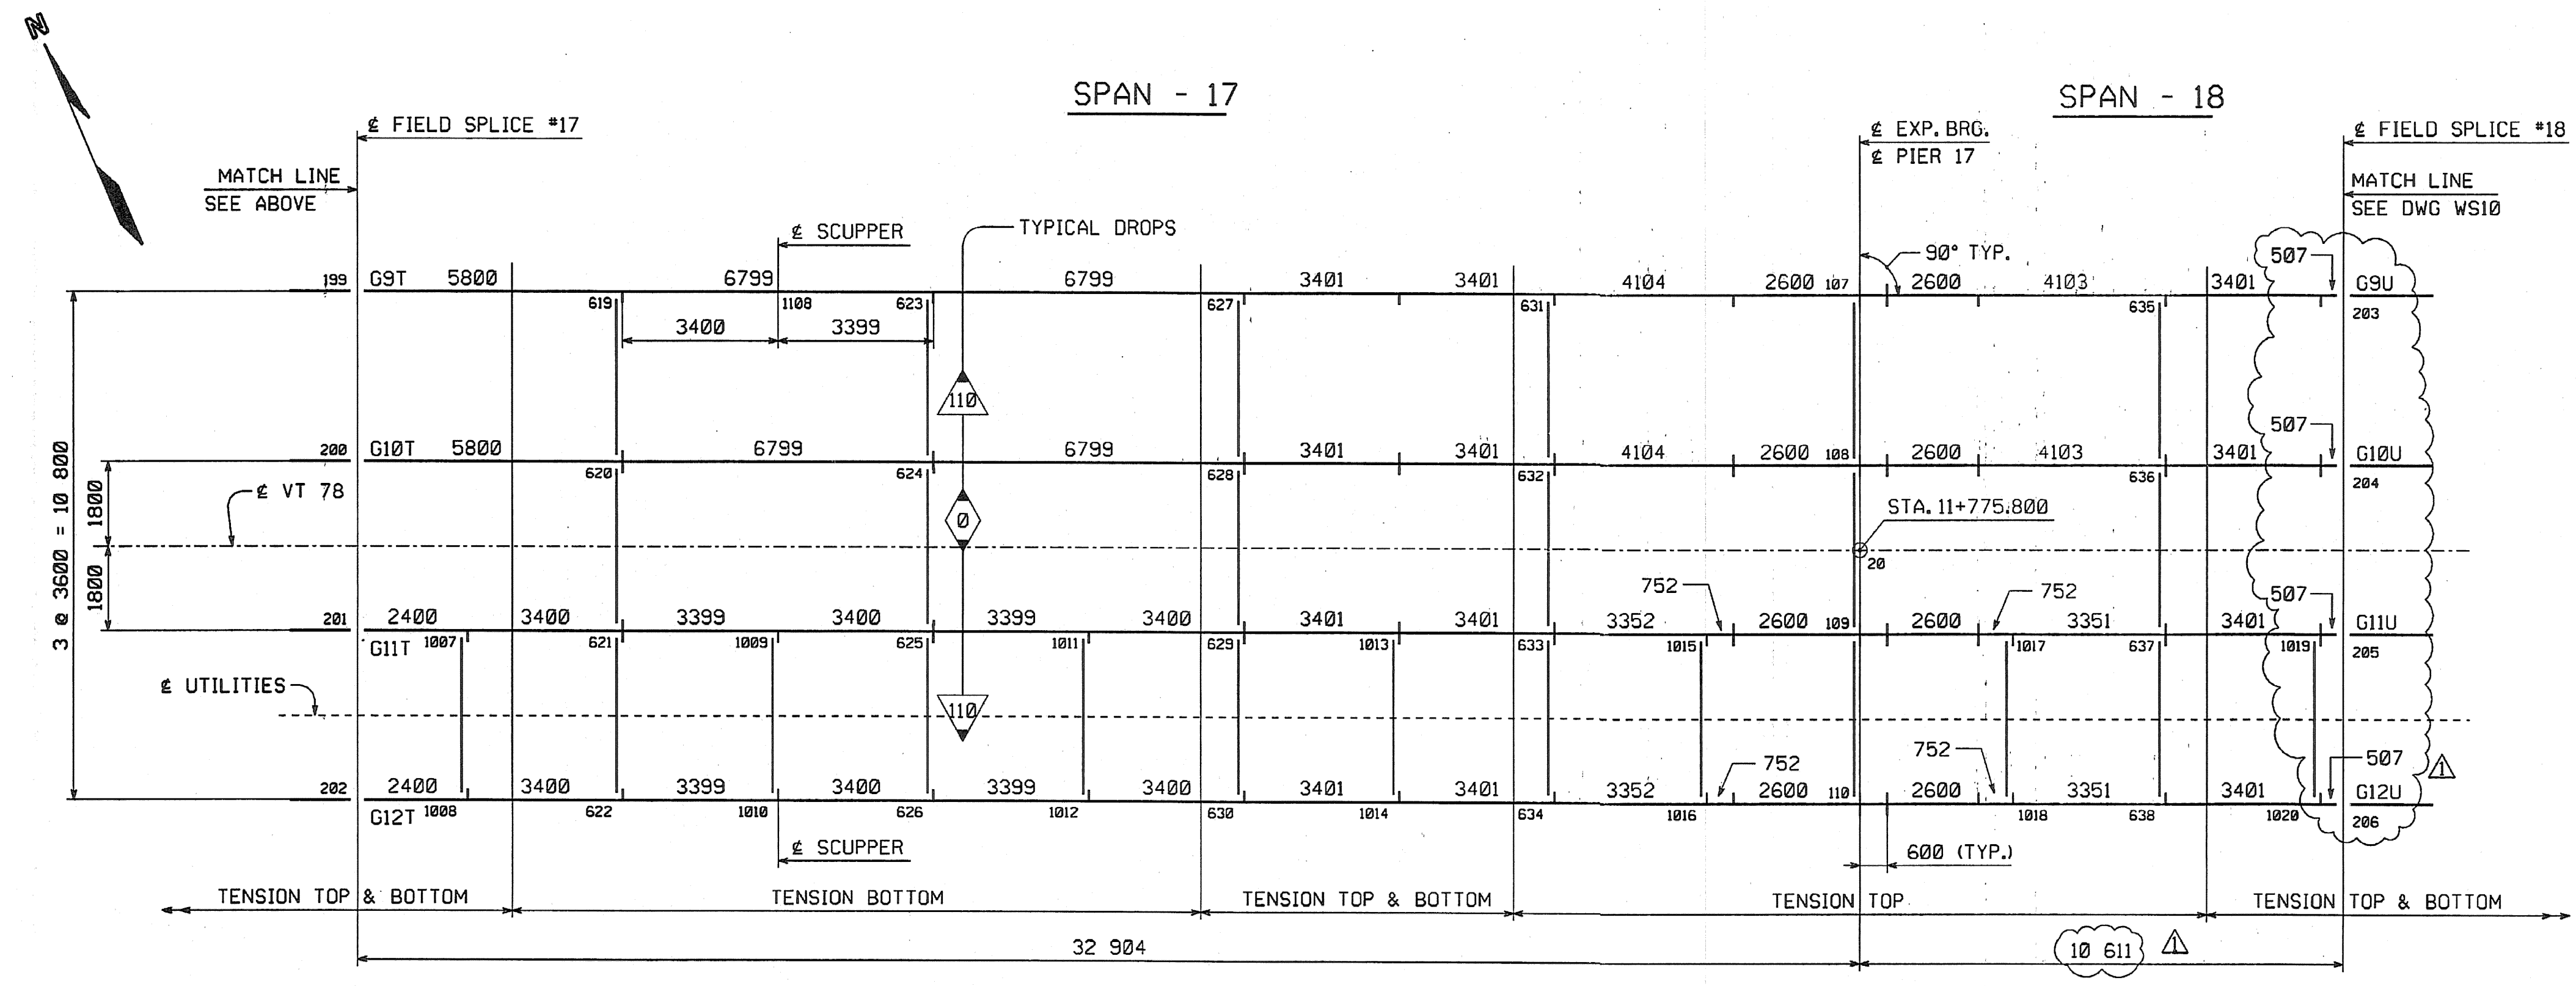 N
SPAN - 17
SPAN - 18
℄ FIELD SPLICE #17
℄ EXP. BRG.
℄ PIER 17
℄ FIELD SPLICE #18
MATCH LINE
SEE ABOVE
MATCH LINE
SEE DWG WS10
℄ SCUPPER
TYPICAL DROPS
90° TYP.
507
199 G9T 5800 6799 6799 3401 3401 4104 2600 107 2600 4103 3401 G9U
619 1108 623 627 631 635 203
3400 3399
110
507
200 G10T 5800 6799 6799 3401 3401 4104 2600 108 2600 4103 3401 G10U
620 624 628 632 636 204
3 @ 3600 = 10 800
1800
1800
℄ VT 78
0
STA. 11+775.800
20
752
752
507
201 2400 3400 3399 3400 3399 3400 3401 3401 3352 2600 109 2600 3351 3401 G11U
G11T 1007 621 1009 625 1011 629 1013 633 1015 1017 637 1019 205
℄ UTILITIES
110
752
752
507
1
202 2400 3400 3399 3400 3399 3400 3401 3401 3352 2600 110 2600 3351 3401 G12U
G12T 1008 622 1010 626 1012 630 1014 634 1016 1018 638 1020 206
℄ SCUPPER
600 (TYP.)
TENSION TOP & BOTTOM
TENSION BOTTOM
TENSION TOP & BOTTOM
TENSION TOP
TENSION TOP & BOTTOM
32 904
10 611
1